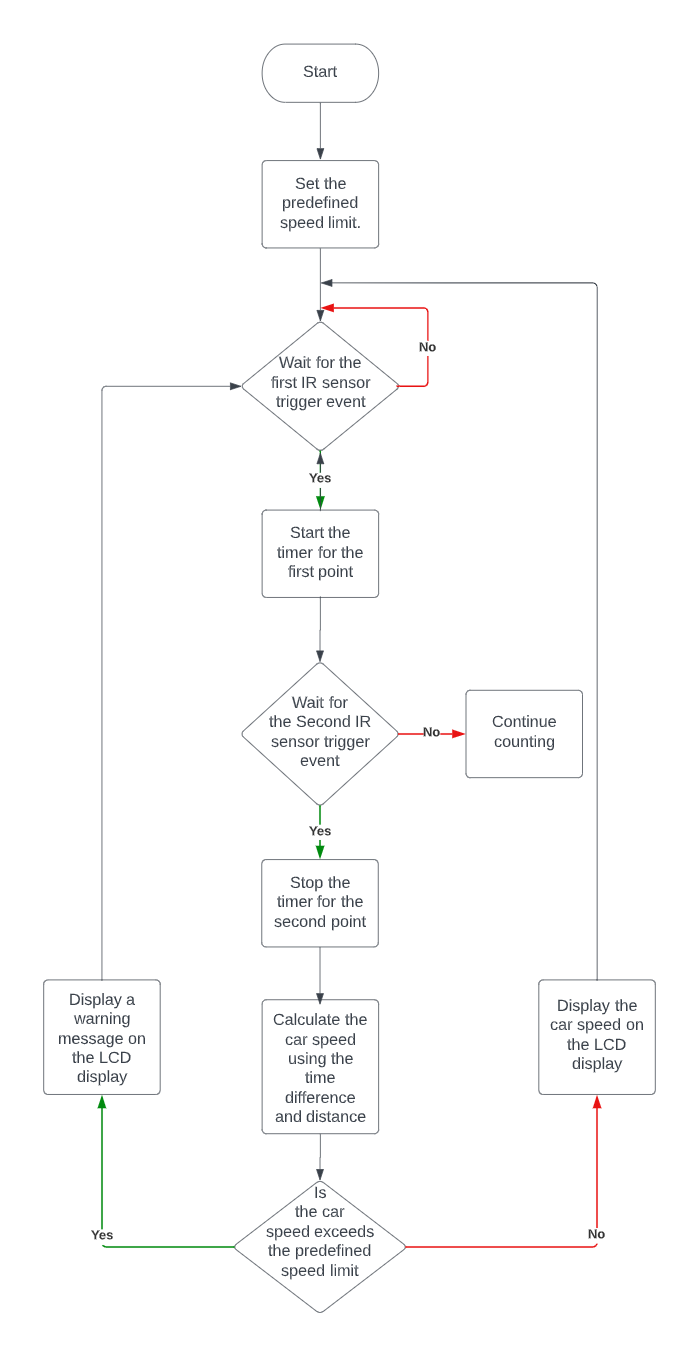 Start
Set the
predefined
speed limit.
Wait for the
first IR sensor
trigger event
No
Yes
Start the
timer for the
first point
Wait for
the Second IR
sensor trigger
event
No
Continue
counting
Yes
Stop the
timer for the
second point
Display a
warning
message on
the LCD
display
Calculate the
car speed
using the
time
difference
and distance
Display the
car speed on
the LCD
display
Is
the car
speed exceeds
the predefined
speed limit
Yes
No